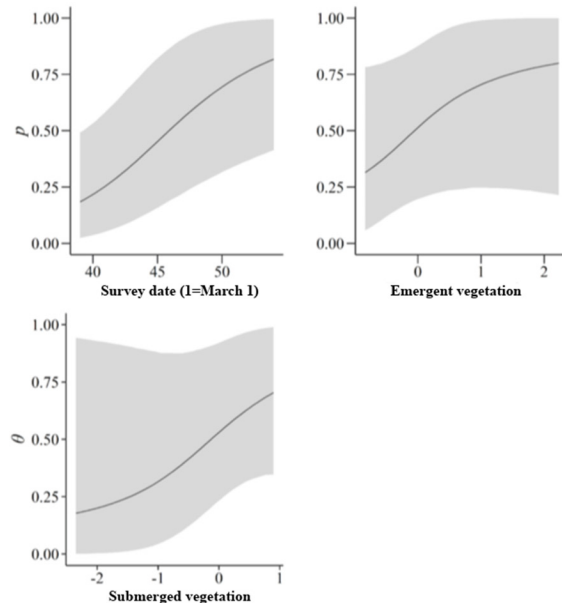 1.00
0.75
0.50
0.25
0.00
p
40 45 50
Survey date (1=March 1)
1.00
0.75
0.50
0.25
0.00
p
0 1 2
Emergent vegetation
1.00
0.75
0.50
0.25
0.00
θ
-2 -1 0 1
Submerged vegetation